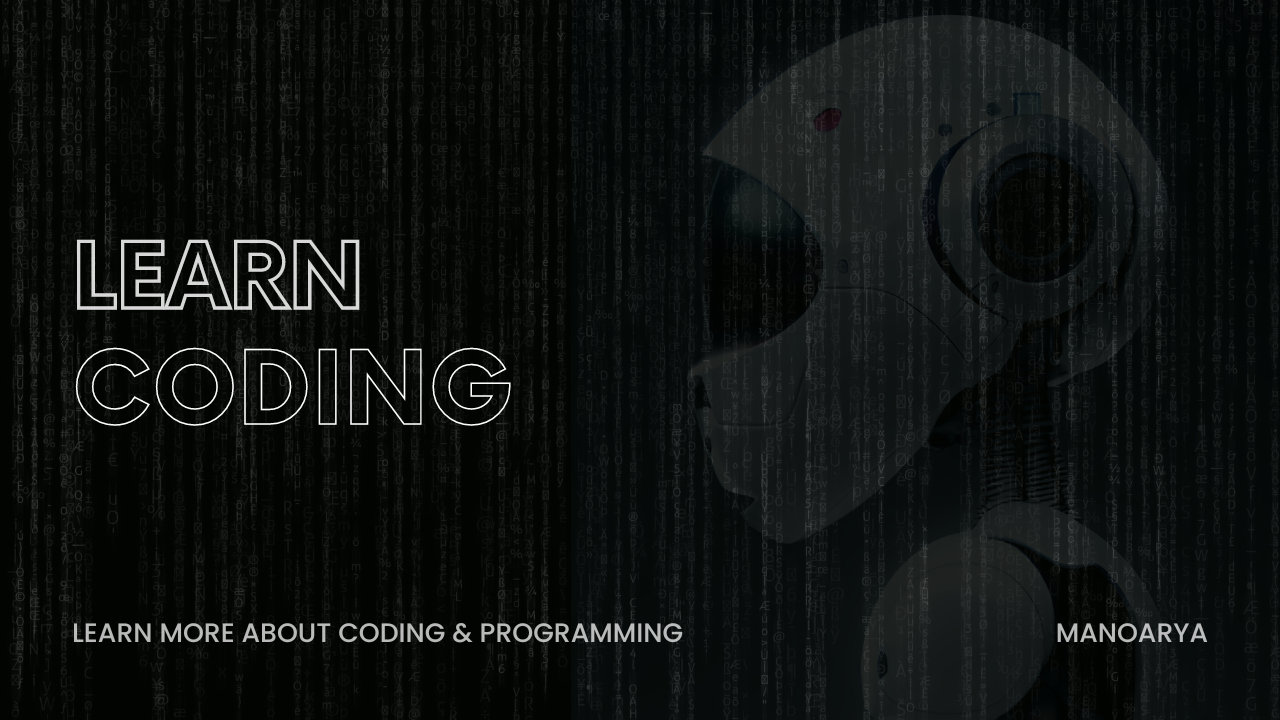 LEARN
CODING
LEARN MORE ABOUT CODING & PROGRAMMING
MANOARYA